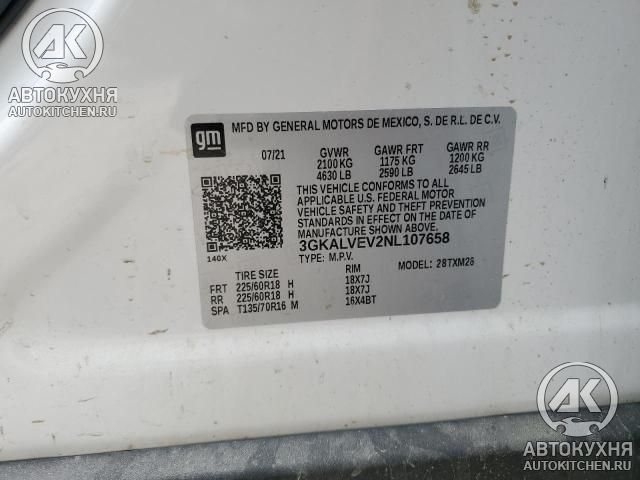 AK
АВТОКУХНЯ
AUTOKITCHEN.RU
gm
MFD BY GENERAL MOTORS DE MEXICO, S. DE R.L. DE C.V.
07/21 GVWR GAWR FRT GAWR RR
2100 KG 1175 KG 1200 KG
4630 LB 2590 LB 2645 LB
THIS VEHICLE CONFORMS TO ALL
APPLICABLE U.S. FEDERAL MOTOR
VEHICLE SAFETY AND THEFT PREVENTION
STANDARDS IN EFFECT ON THE DATE OF
MANUFACTURE SHOWN ABOVE.
3GKALVEV2NL107658
140X
TYPE: M.P.V. MODEL: 28TXM26
TIRE SIZE RIM
FRT 225/60R18 H 18X7J
RR 225/60R18 H 18X7J
SPA T135/70R16 M 16X4BT
AK
АВТОКУХНЯ
AUTOKITCHEN.RU